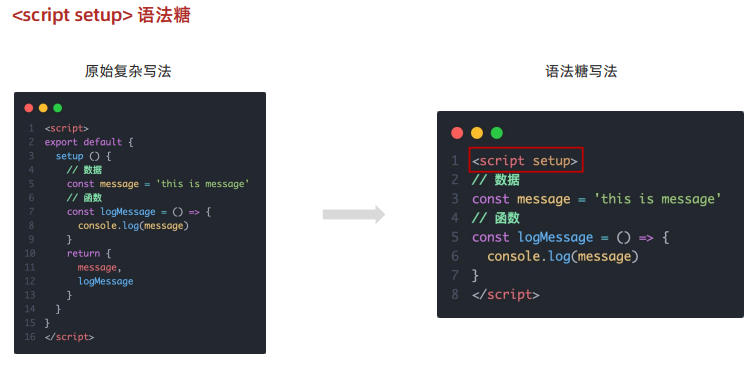 <script setup> 语法糖
原始复杂写法
1 <script>
2 export default {
3 setup () {
4 // 数据
5 const message = 'this is message'
6 // 函数
7 const logMessage = () => {
8 console.log(message)
9 }
10 return {
11 message,
12 logMessage
13 }
14 }
15 }
16 </script>
语法糖写法
1 <script setup>
2 // 数据
3 const message = 'this is message'
4 // 函数
5 const logMessage = () => {
6 console.log(message)
7 }
8 </script>